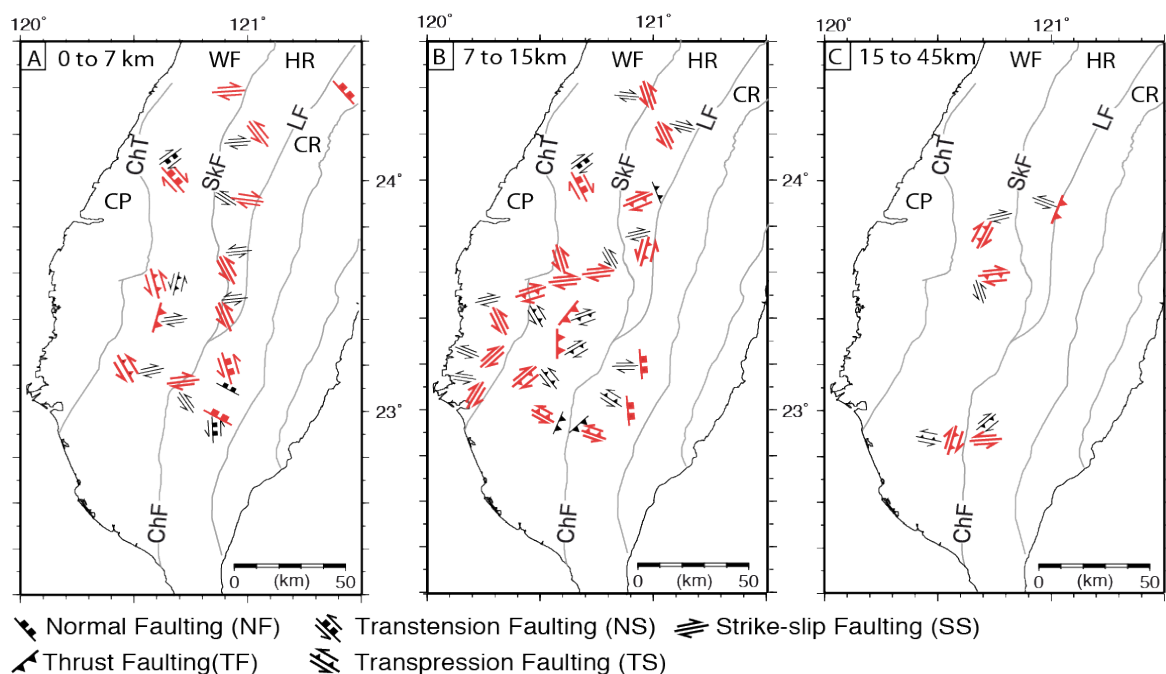 120° 121° 120° 121° 120° 121°
A 0 to 7 km WF HR
B 7 to 15km WF HR
C 15 to 45km WF HR
CR CR
LF LF LF
CR
ChT SkF ChT SkF ChT SkF
24° 24° 24°
CP CP CP
23° 23° 23°
ChF ChF ChF
0 (km) 50 0 (km) 50 0 (km) 50
Normal Faulting (NF) Transtension Faulting (NS) Strike-slip Faulting (SS)
Thrust Faulting(TF) Transpression Faulting (TS)